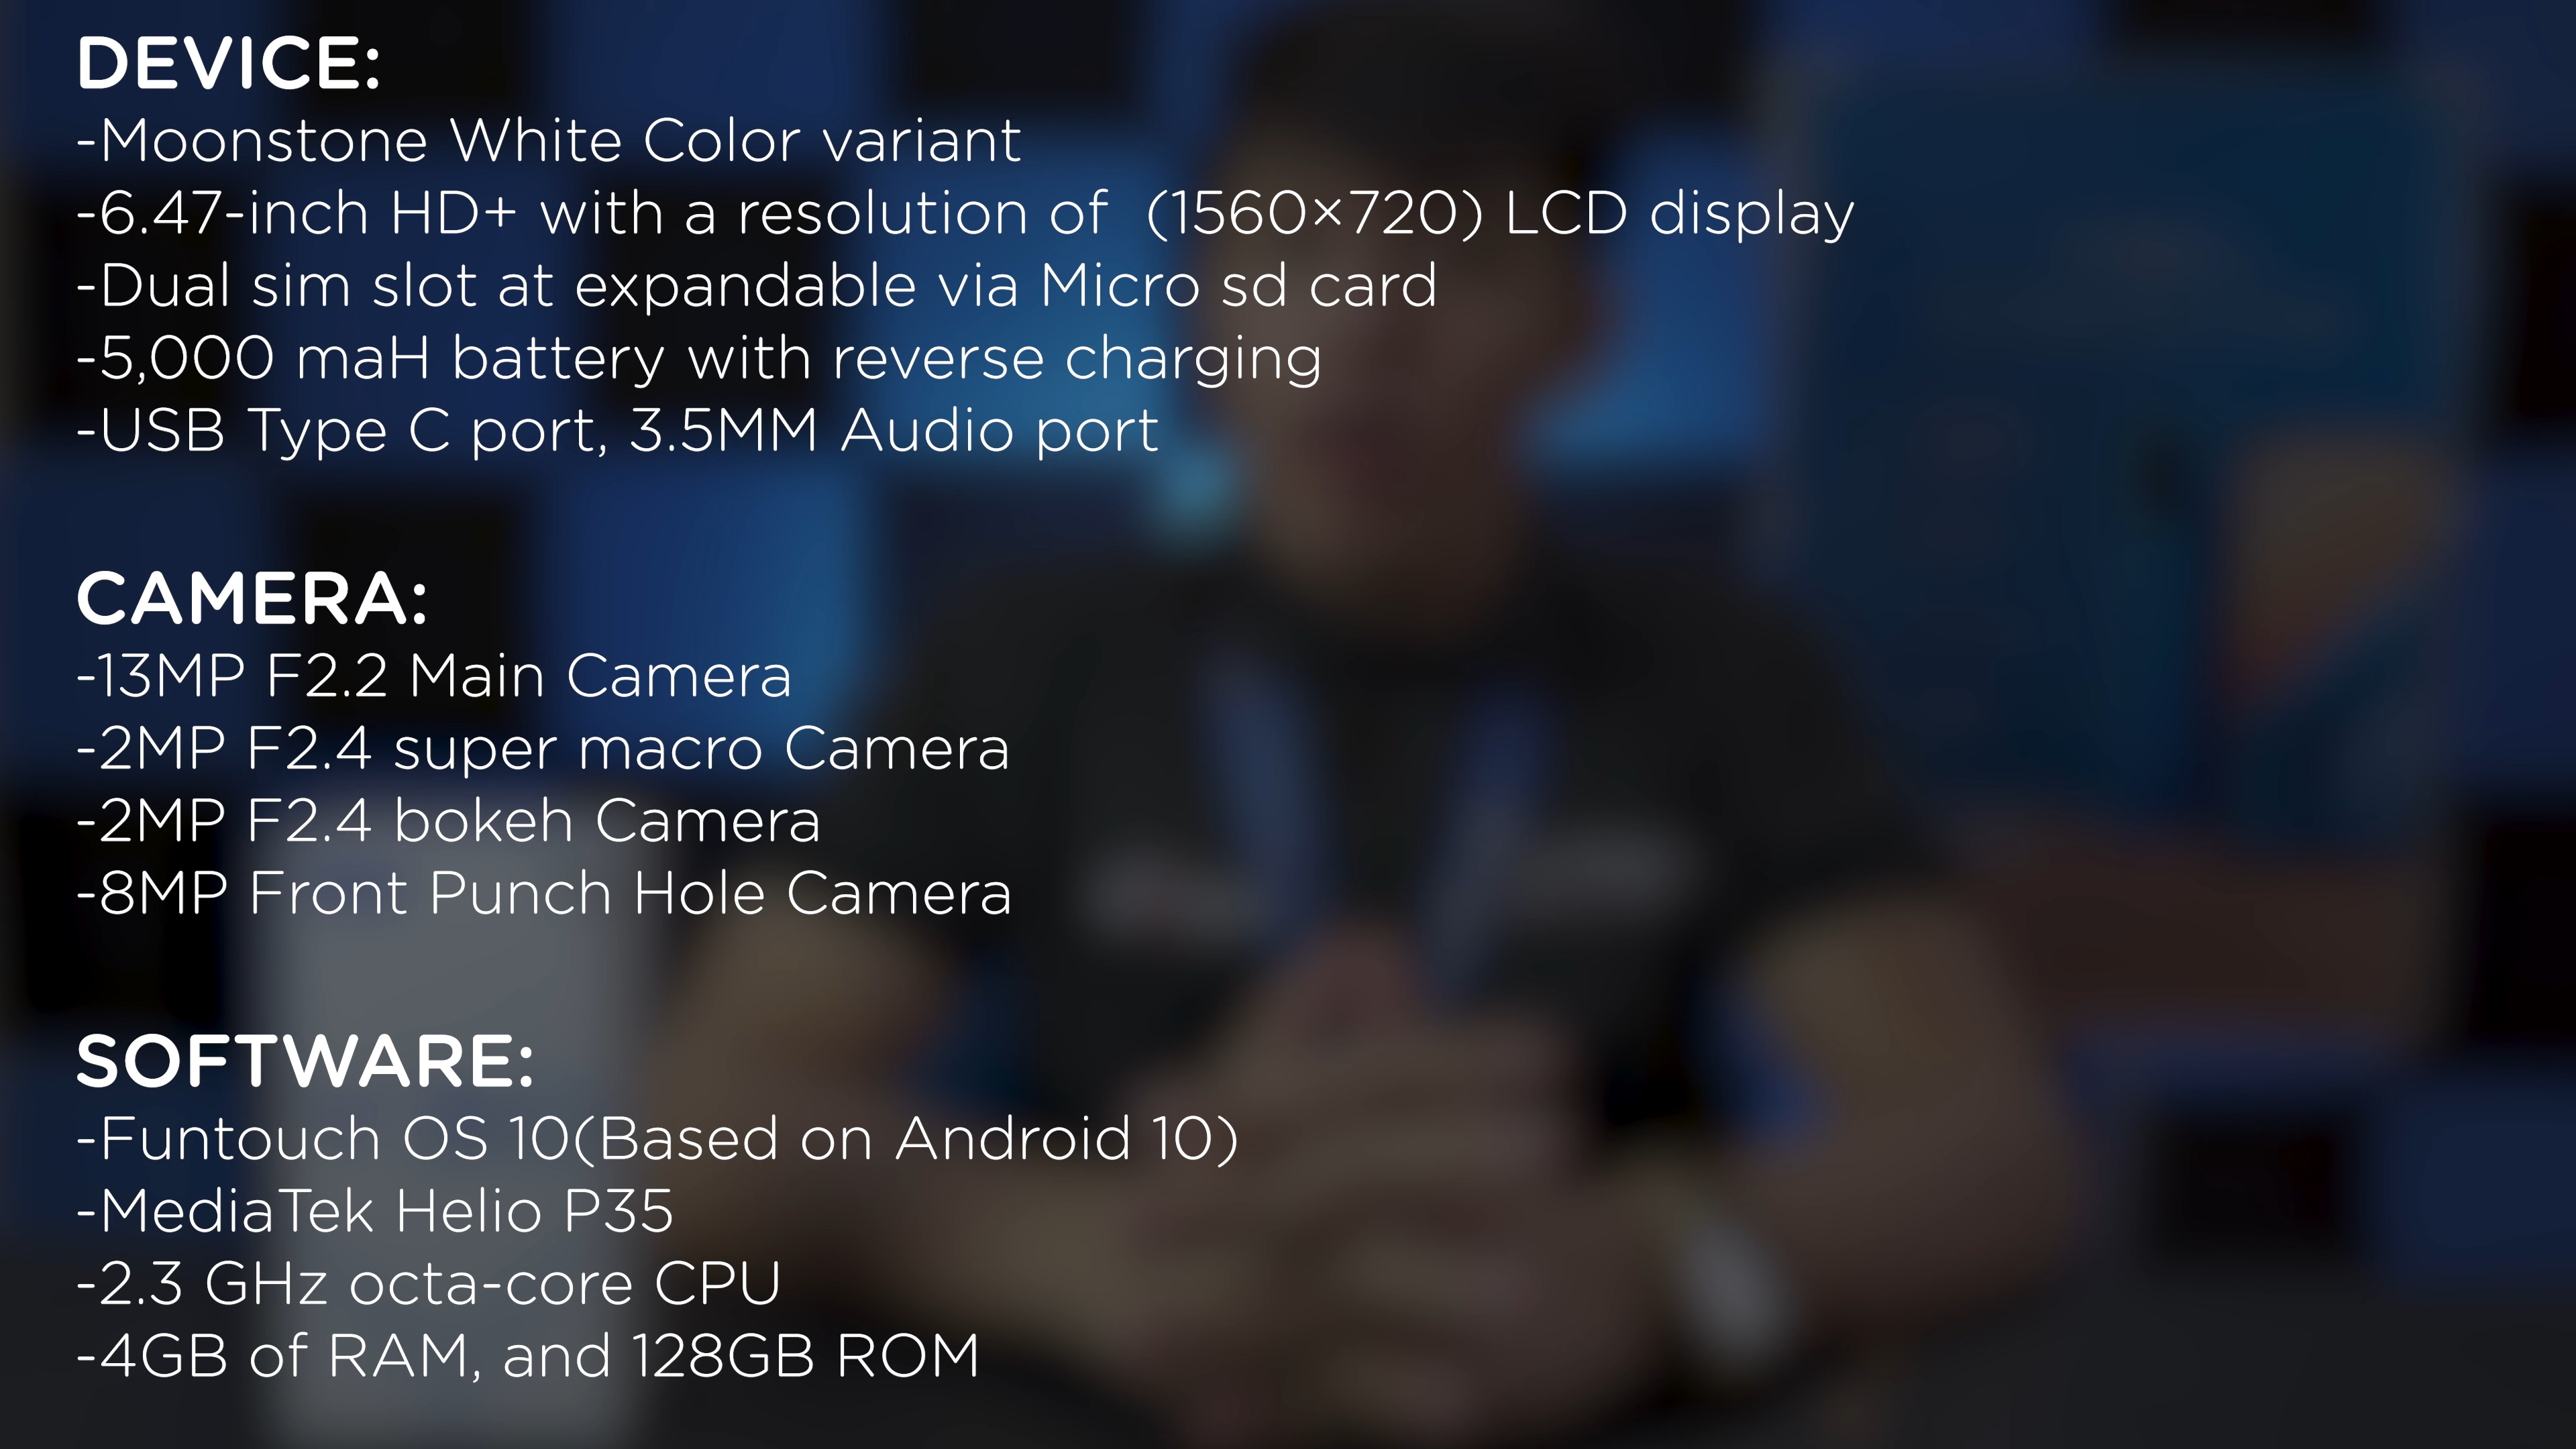 DEVICE:
-Moonstone White Color variant
-6.47-inch HD+ with a resolution of  (1560×720) LCD display
-Dual sim slot at expandable via Micro sd card
-5,000 maH battery with reverse charging
-USB Type C port, 3.5MM Audio port
CAMERA:
-13MP F2.2 Main Camera
-2MP F2.4 super macro Camera
-2MP F2.4 bokeh Camera
-8MP Front Punch Hole Camera
SOFTWARE:
-Funtouch OS 10(Based on Android 10)
-MediaTek Helio P35
-2.3 GHz octa-core CPU
-4GB of RAM, and 128GB ROM